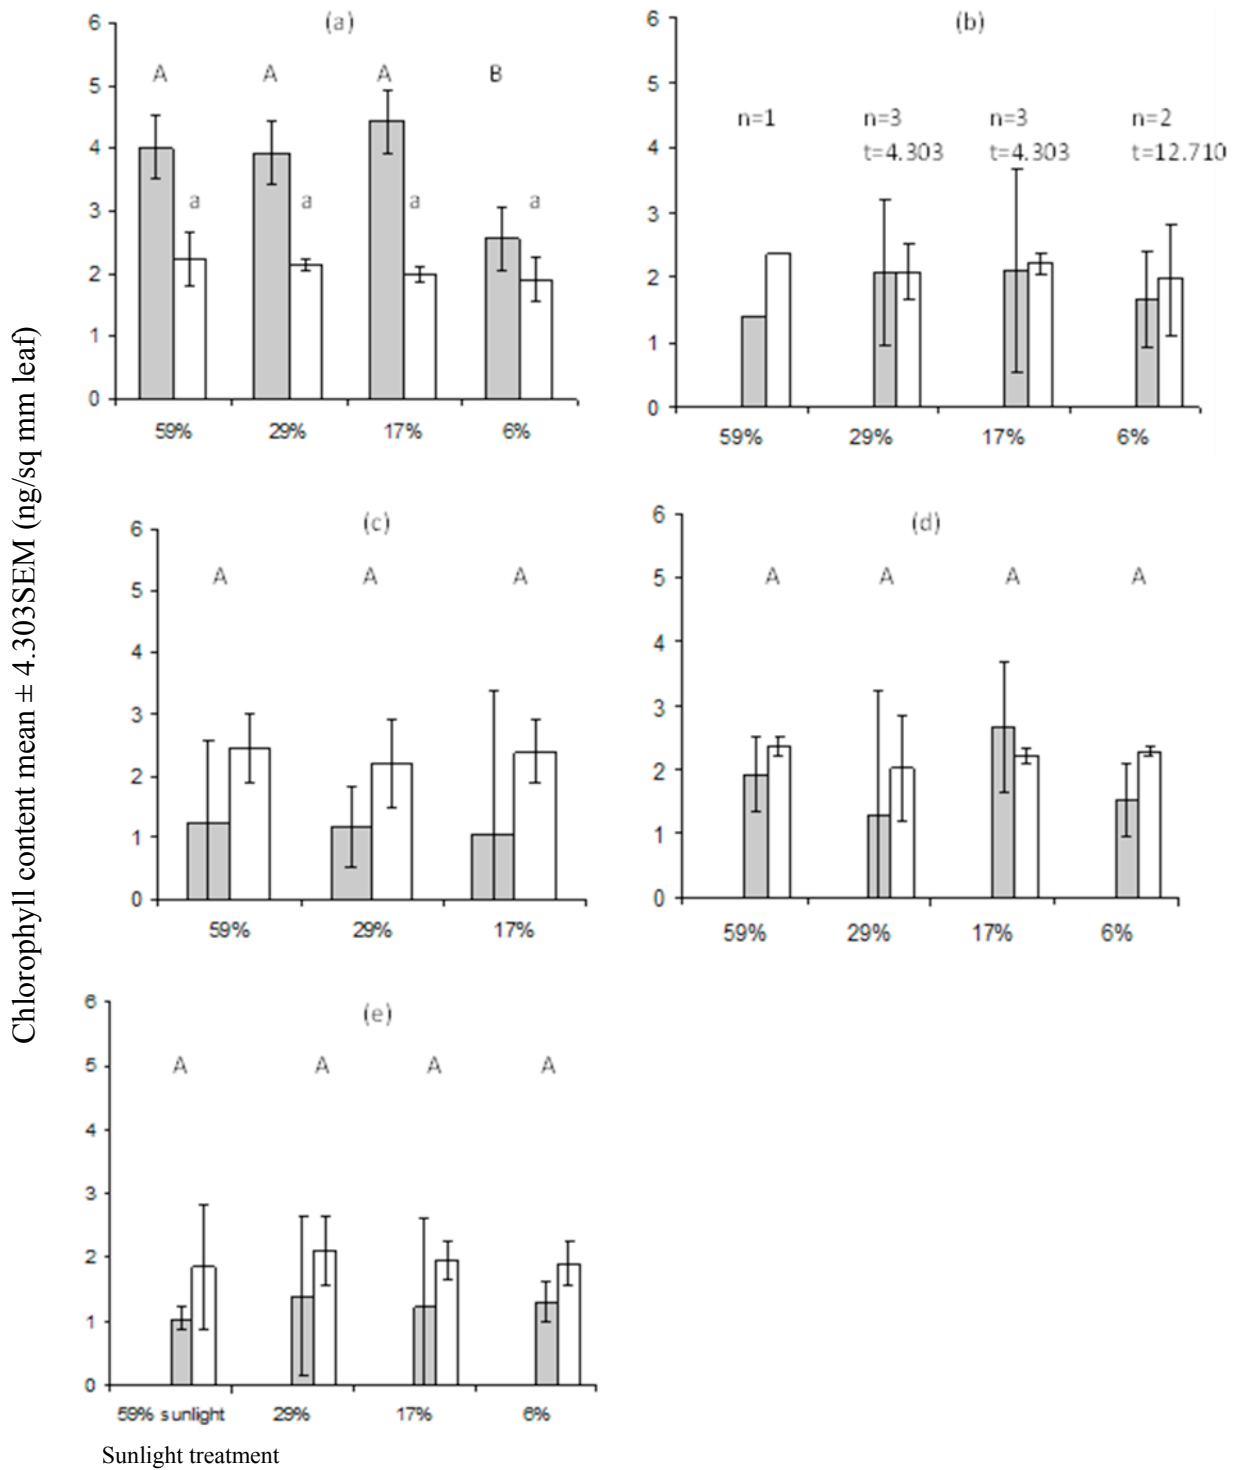 Chlorophyll content mean ± 4.303SEM (ng/sq mm leaf)
(a)
6
5
4
3
2
1
0
A A A B
a a a a
59% 29% 17% 6%
(b)
6
5
4
3
2
1
0
n=1 n=3 n=3 n=2
t=4.303 t=4.303 t=12.710
59% 29% 17% 6%
(c)
6
5
4
3
2
1
0
A A A
59% 29% 17%
(d)
6
5
4
3
2
1
0
A A A A
59% 29% 17% 6%
(e)
6
5
4
3
2
1
0
A A A A
59% sunlight 29% 17% 6%
Sunlight treatment